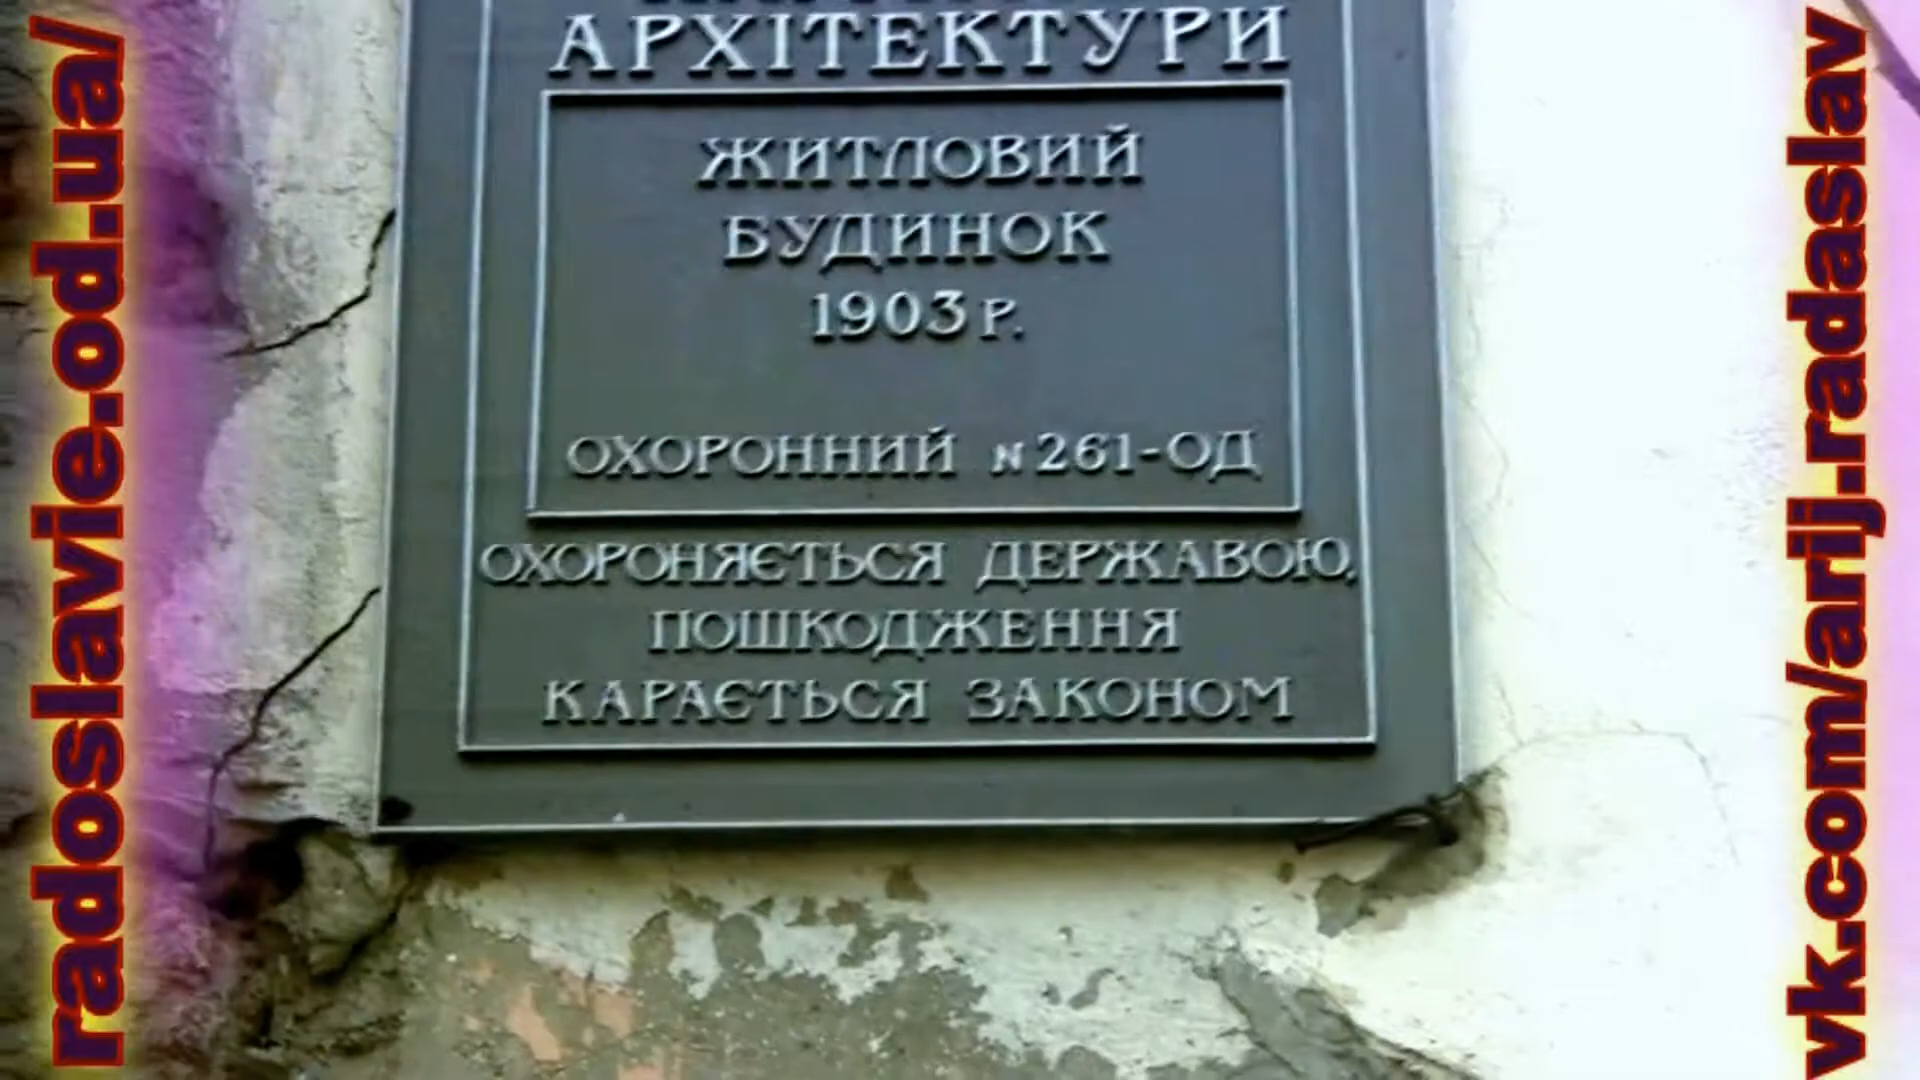 АРХІТЕКТУРИ
ЖИТЛОВИЙ
БУДИНОК
1903 Р.
ОХОРОННИЙ N 261-ОД
ОХОРОНЯЄТЬСЯ ДЕРЖАВОЮ,
ПОШКОДЖЕННЯ
КАРАЄТЬСЯ ЗАКОНОМ
radoslavie.od.ua/
vk.com/arij.radaslav